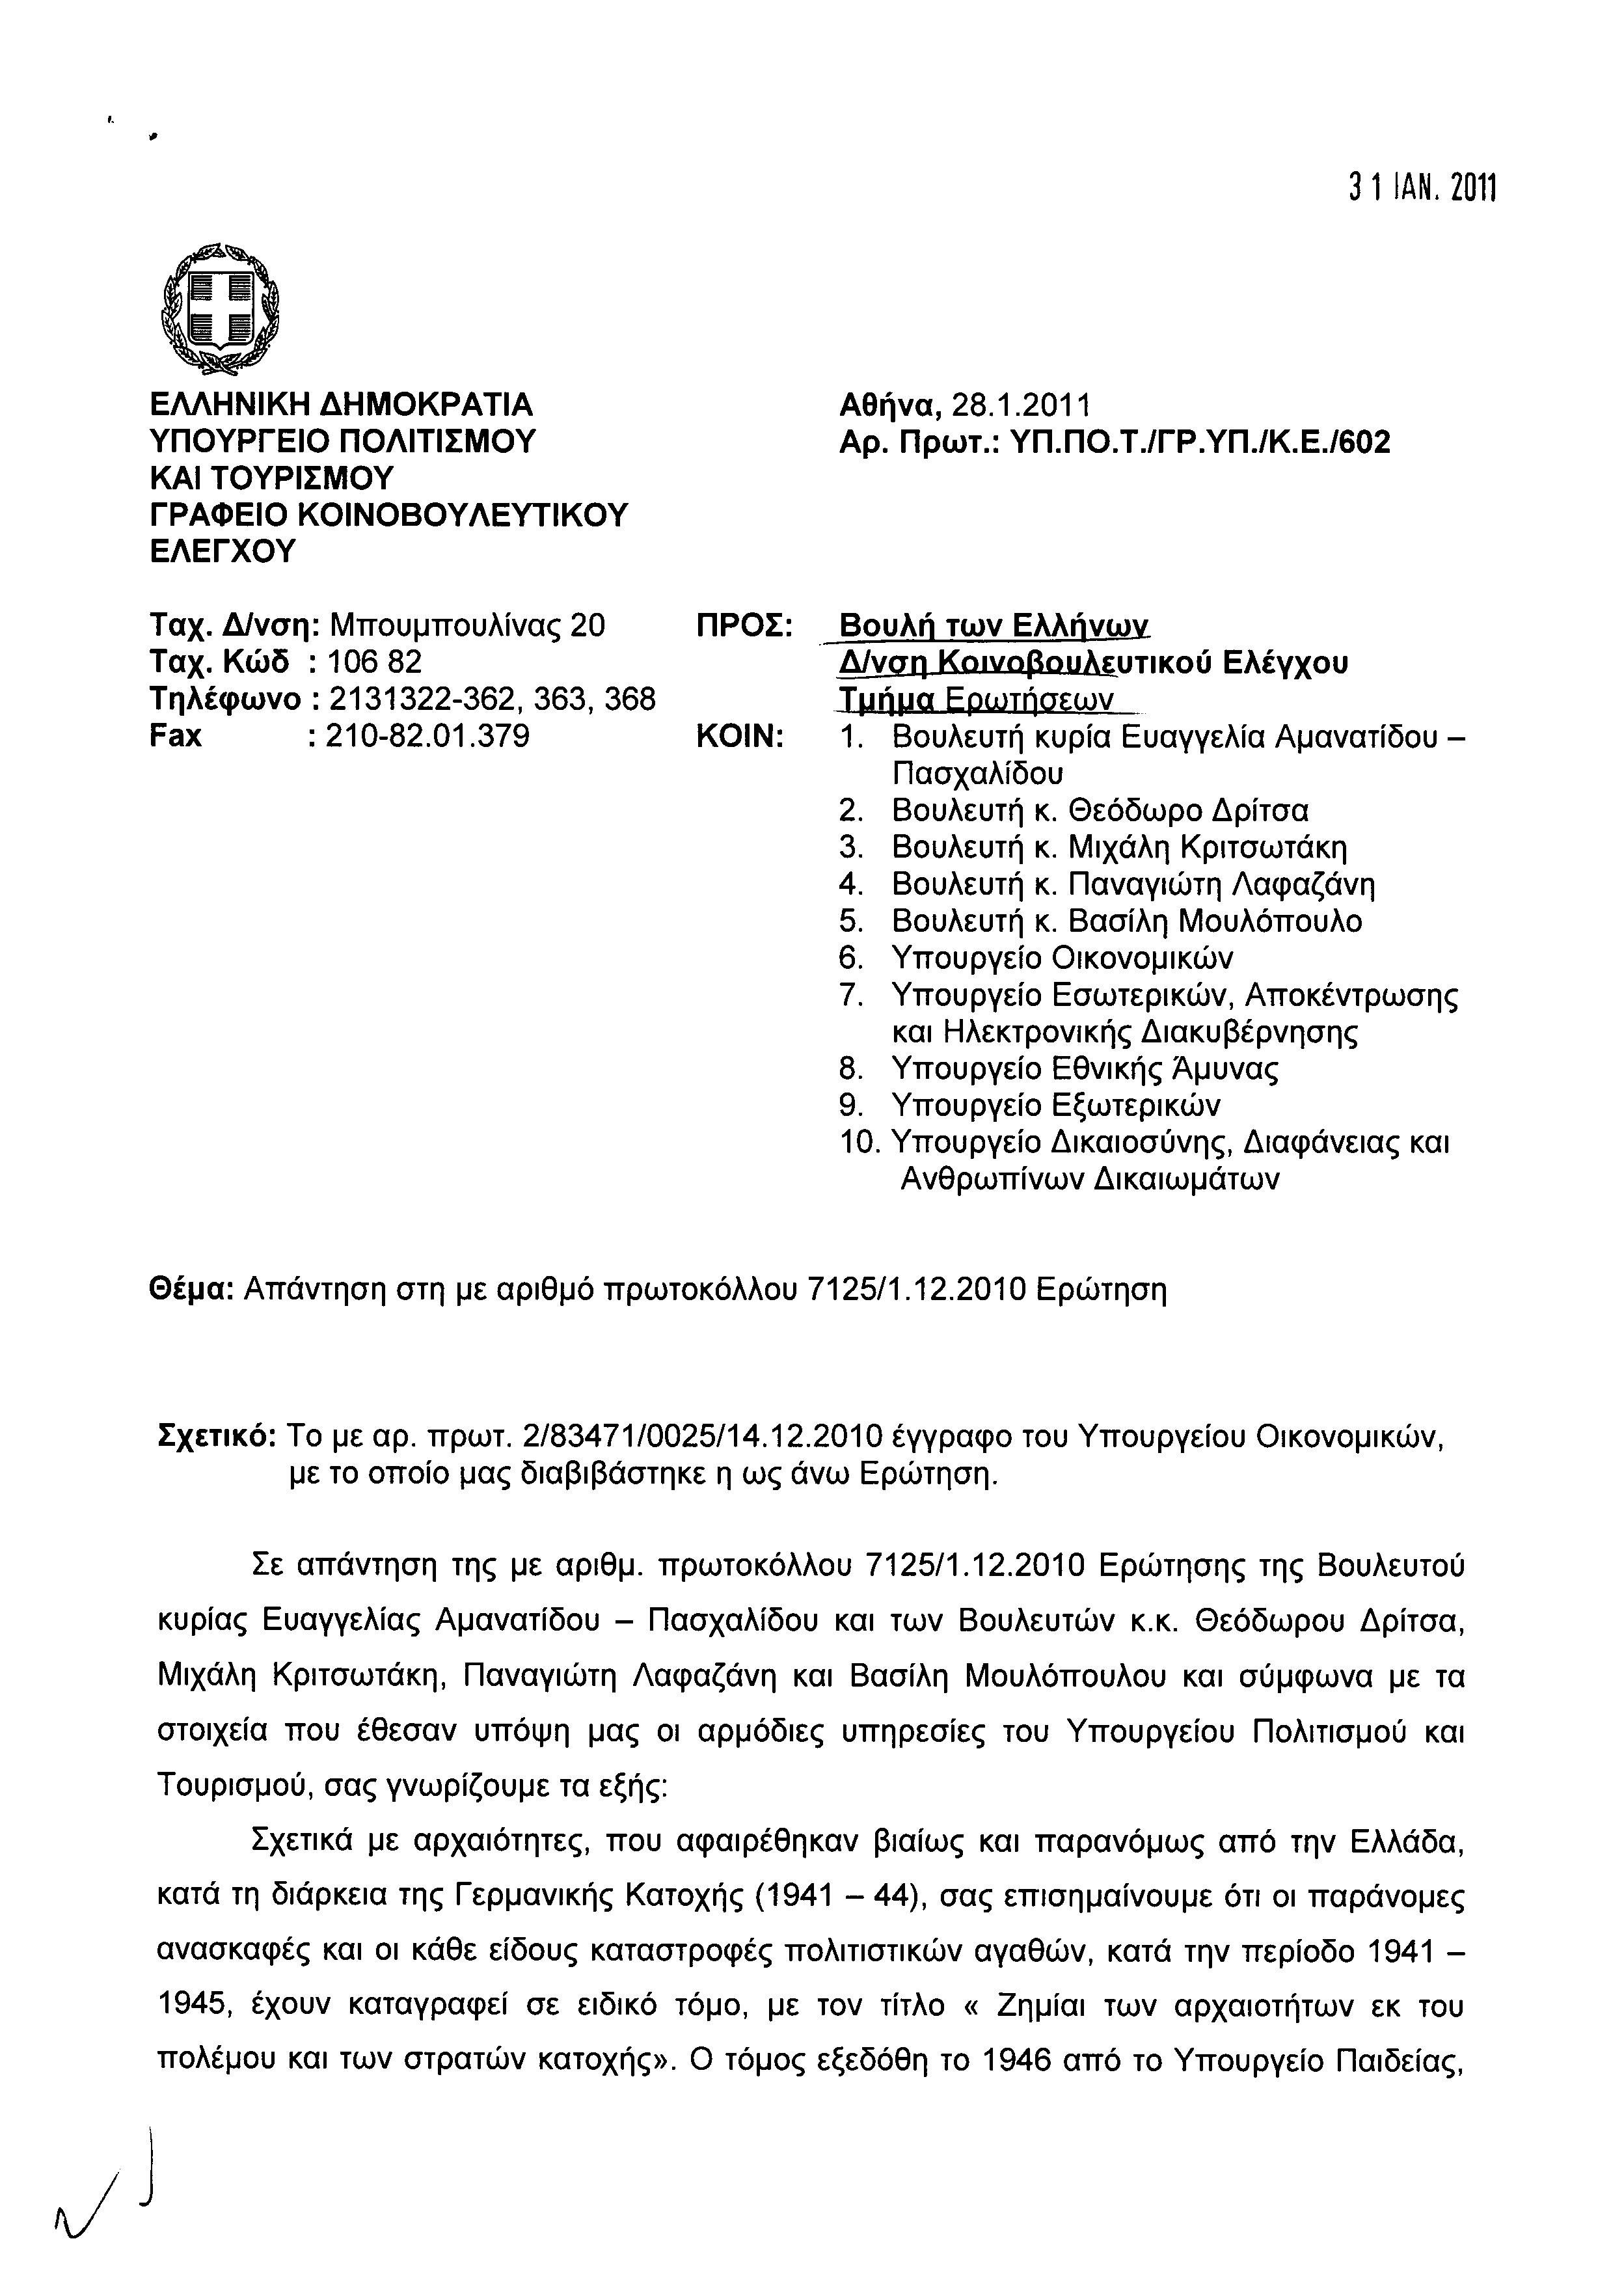 3 1 ΙΑΝ. 2011
ΕΛΛΗΝΙΚΗ ΔΗΜΟΚΡΑΤΙΑ
ΥΠΟΥΡΓΕΙΟ ΠΟΛΙΤΙΣΜΟΥ
ΚΑΙ ΤΟΥΡΙΣΜΟΥ
ΓΡΑΦΕΙΟ ΚΟΙΝΟΒΟΥΛΕΥΤΙΚΟΥ
ΕΛΕΓΧΟΥ
Αθήνα, 28.1.2011
Αρ. Πρωτ.: ΥΠ.ΠΟ.Τ./ΓΡ.ΥΠ./Κ.Ε./602
Ταχ. Δ/νση: Μπουμπουλίνας 20
Ταχ. Κώδ : 106 82
Τηλέφωνο : 2131322-362, 363, 368
Fax : 210-82.01.379
ΠΡΟΣ: Βουλή των Ελλήνων
Δ/νση Κοινοβουλευτικού Ελέγχου
Τμήμα Ερωτήσεων
ΚΟΙΝ: 1. Βουλευτή κυρία Ευαγγελία Αμανατίδου –
Πασχαλίδου
2. Βουλευτή κ. Θεόδωρο Δρίτσα
3. Βουλευτή κ. Μιχάλη Κριτσωτάκη
4. Βουλευτή κ. Παναγιώτη Λαφαζάνη
5. Βουλευτή κ. Βασίλη Μουλόπουλο
6. Υπουργείο Οικονομικών
7. Υπουργείο Εσωτερικών, Αποκέντρωσης
και Ηλεκτρονικής Διακυβέρνησης
8. Υπουργείο Εθνικής Άμυνας
9. Υπουργείο Εξωτερικών
10. Υπουργείο Δικαιοσύνης, Διαφάνειας και
Ανθρωπίνων Δικαιωμάτων
Θέμα: Απάντηση στη με αριθμό πρωτοκόλλου 7125/1.12.2010 Ερώτηση
Σχετικό: Το με αρ. πρωτ. 2/83471/0025/14.12.2010 έγγραφο του Υπουργείου Οικονομικών,
με το οποίο μας διαβιβάστηκε η ως άνω Ερώτηση.
Σε απάντηση της με αριθμ. πρωτοκόλλου 7125/1.12.2010 Ερώτησης της Βουλευτού
κυρίας Ευαγγελίας Αμανατίδου – Πασχαλίδου και των Βουλευτών κ.κ. Θεόδωρου Δρίτσα,
Μιχάλη Κριτσωτάκη, Παναγιώτη Λαφαζάνη και Βασίλη Μουλόπουλου και σύμφωνα με τα
στοιχεία που έθεσαν υπόψη μας οι αρμόδιες υπηρεσίες του Υπουργείου Πολιτισμού και
Τουρισμού, σας γνωρίζουμε τα εξής:
Σχετικά με αρχαιότητες, που αφαιρέθηκαν βιαίως και παρανόμως από την Ελλάδα,
κατά τη διάρκεια της Γερμανικής Κατοχής (1941 – 44), σας επισημαίνουμε ότι οι παράνομες
ανασκαφές και οι κάθε είδους καταστροφές πολιτιστικών αγαθών, κατά την περίοδο 1941 –
1945, έχουν καταγραφεί σε ειδικό τόμο, με τον τίτλο « Ζημίαι των αρχαιοτήτων εκ του
πολέμου και των στρατών κατοχής». Ο τόμος εξεδόθη το 1946 από το Υπουργείο Παιδείας,